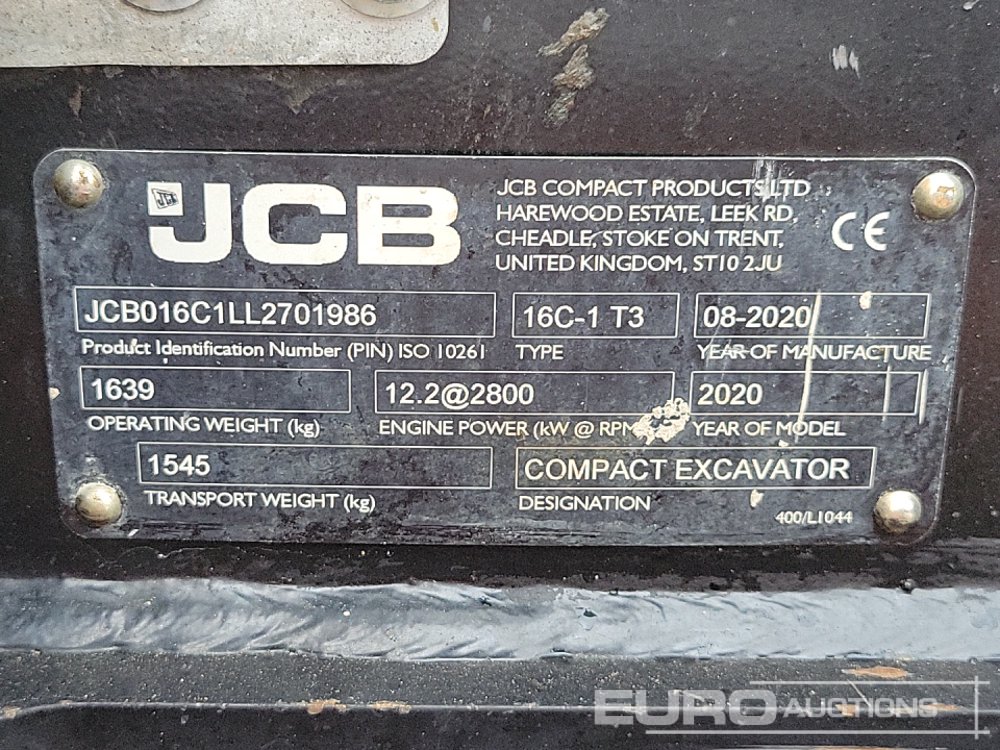 JCB
JCB COMPACT PRODUCTS LTD
HAREWOOD ESTATE, LEEK RD,
CHEADLE, STOKE ON TRENT,
UNITED KINGDOM, ST10 2JU
CE
JCB016C1LL2701986
Product Identification Number (PIN) ISO 10261
16C-1 T3
TYPE
08-2020
YEAR OF MANUFACTURE
1639
OPERATING WEIGHT (kg)
12.2@2800
ENGINE POWER (kW @ RPM
2020
YEAR OF MODEL
1545
TRANSPORT WEIGHT (kg)
COMPACT EXCAVATOR
DESIGNATION
400/L1044
EURO AUCTIONS